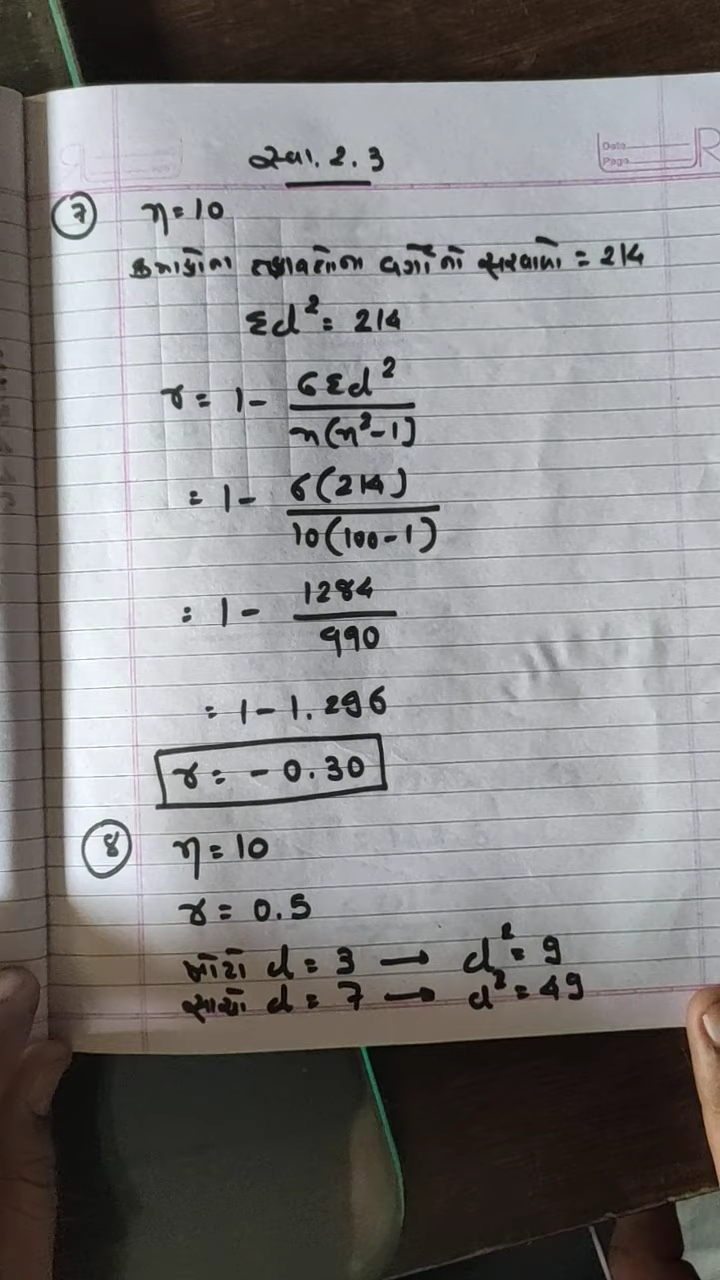 સ્વા. 2.3
Date
Page
R
7 n = 10
ક્રમાંકોના તફાવતોના વર્ગોનો સરવાળો = 214
Σd² = 214
r = 1 - 6Σd² / n(n²-1)
= 1 - 6(214) / 10(100-1)
= 1 - 1284 / 990
= 1 - 1.296
r = - 0.30
8 n = 10
r = 0.5
ખોટો d = 3 → d² = 9
સાચો d = 7 → d² = 49